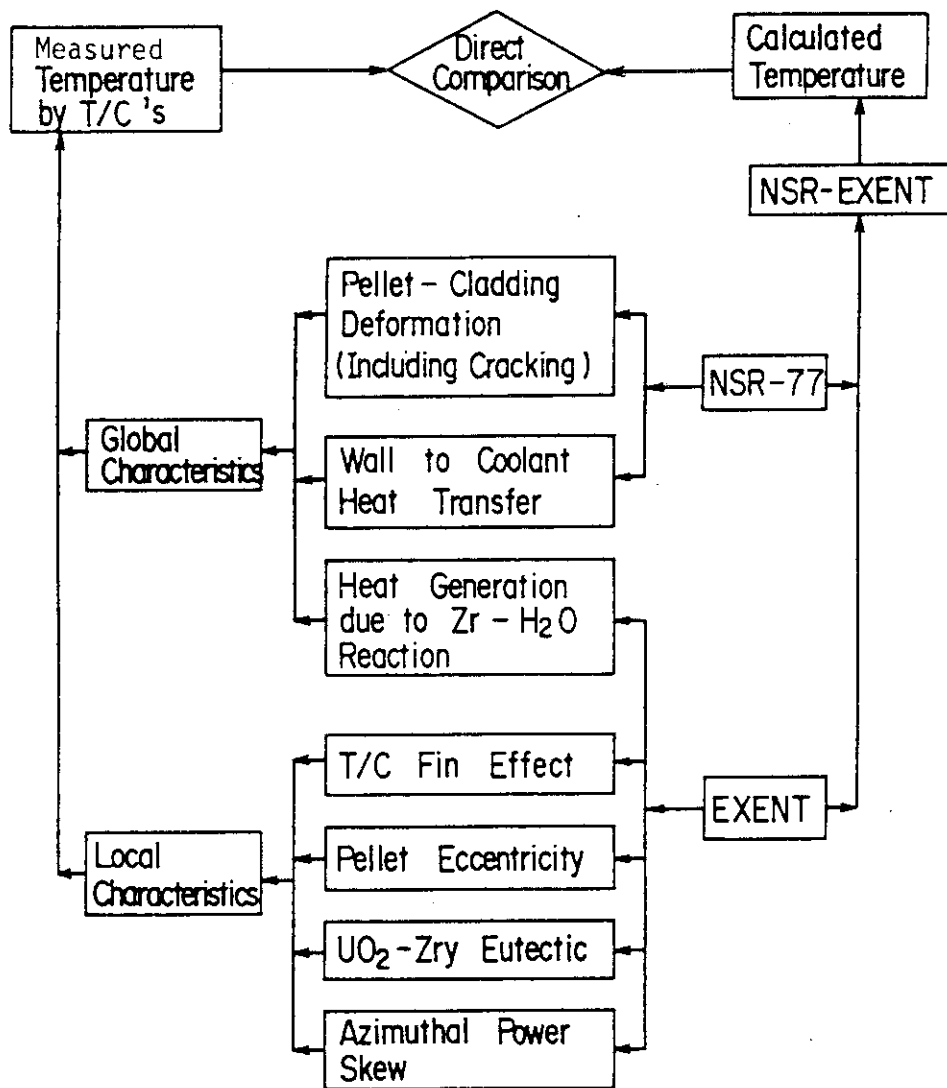 Measured
Temperature
by T/C 's
Direct
Comparison
Calculated
Temperature
NSR-EXENT
Pellet - Cladding
Deformation
(Including Cracking)
NSR-77
Global
Characteristics
Wall to Coolant
Heat Transfer
Heat Generation
due to Zr - H₂O
Reaction
T/C Fin Effect
EXENT
Local
Characteristics
Pellet Eccentricity
UO₂-Zry Eutectic
Azimuthal Power
Skew